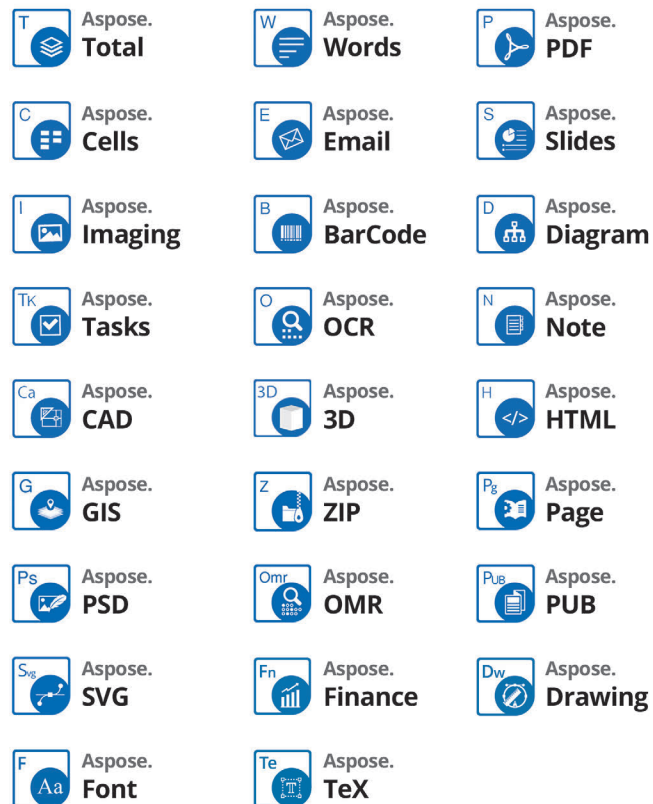 T
Aspose.
Total
W
Aspose.
Words
P
Aspose.
PDF
C
Aspose.
Cells
E
Aspose.
Email
S
Aspose.
Slides
I
Aspose.
Imaging
B
Aspose.
BarCode
D
Aspose.
Diagram
TK
Aspose.
Tasks
O
Aspose.
OCR
N
Aspose.
Note
Ca
Aspose.
CAD
3D
Aspose.
3D
H
</>
Aspose.
HTML
G
Aspose.
GIS
Z
Aspose.
ZIP
Pg
Aspose.
Page
Ps
Aspose.
PSD
Omr
Aspose.
OMR
PUB
Aspose.
PUB
Svg
Aspose.
SVG
Fn
Aspose.
Finance
Dw
Aspose.
Drawing
F
Aa
Aspose.
Font
Te
T
Aspose.
TeX